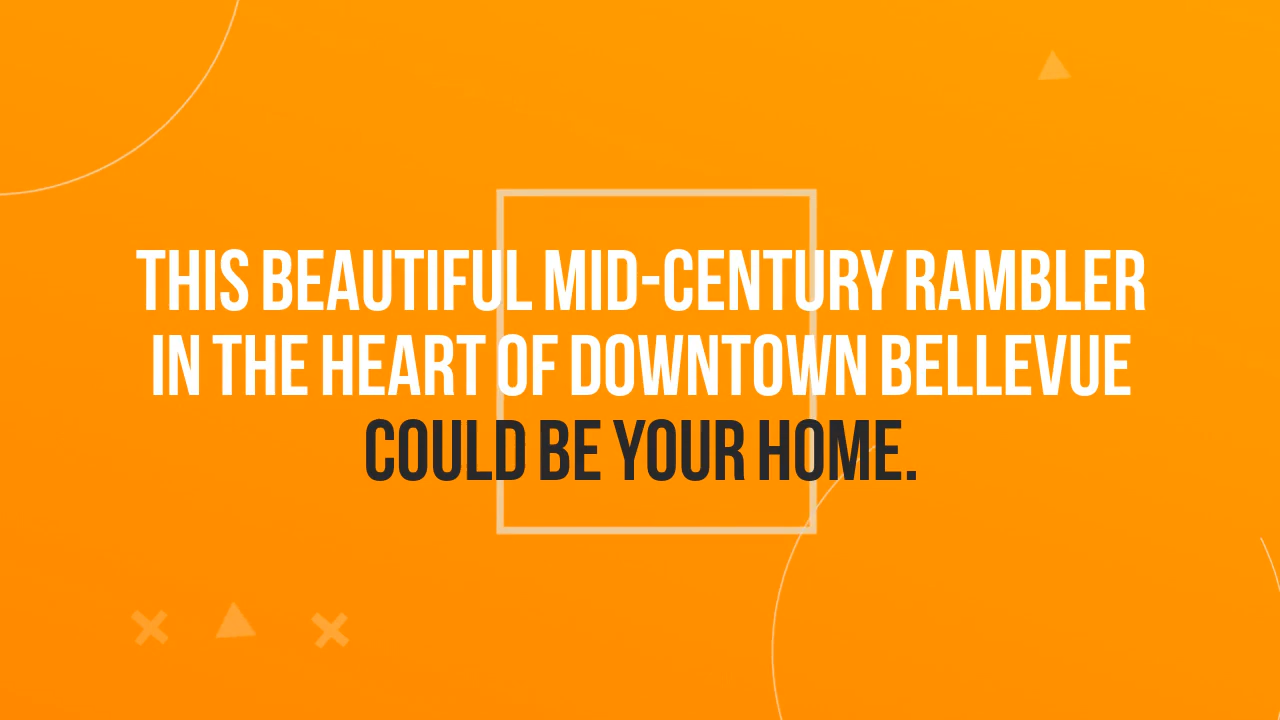 THIS BEAUTIFUL MID-CENTURY RAMBLER
IN THE HEART OF DOWNTOWN BELLEVUE
COULD BE YOUR HOME.